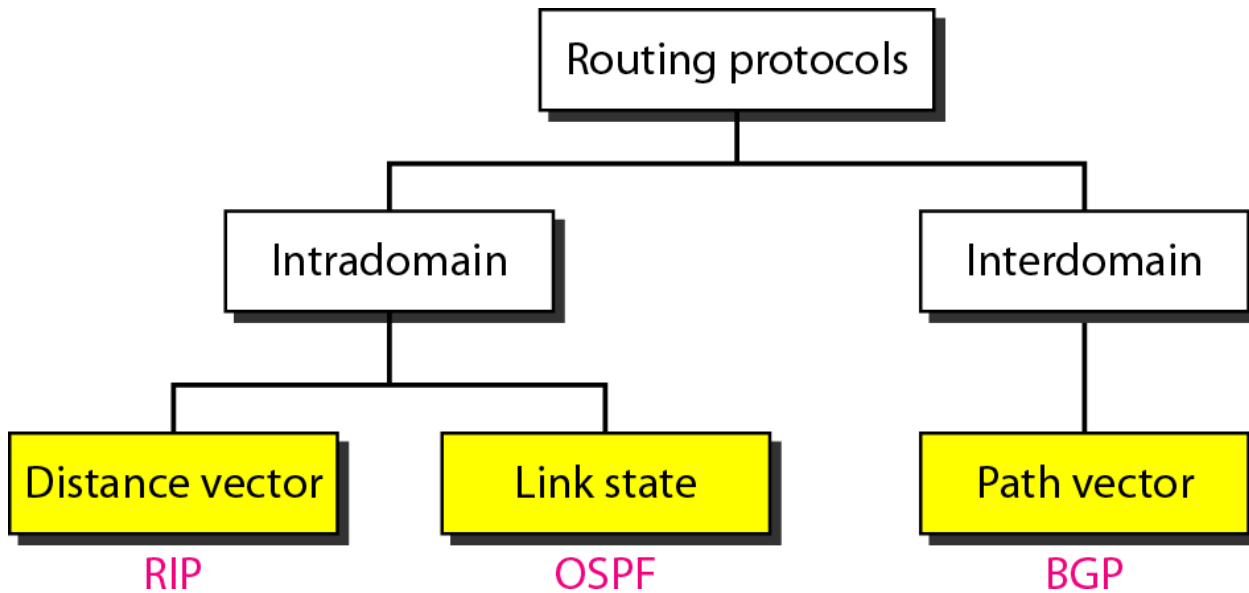 Routing protocols
Intradomain
Interdomain
Distance vector
Link state
Path vector
RIP
OSPF
BGP